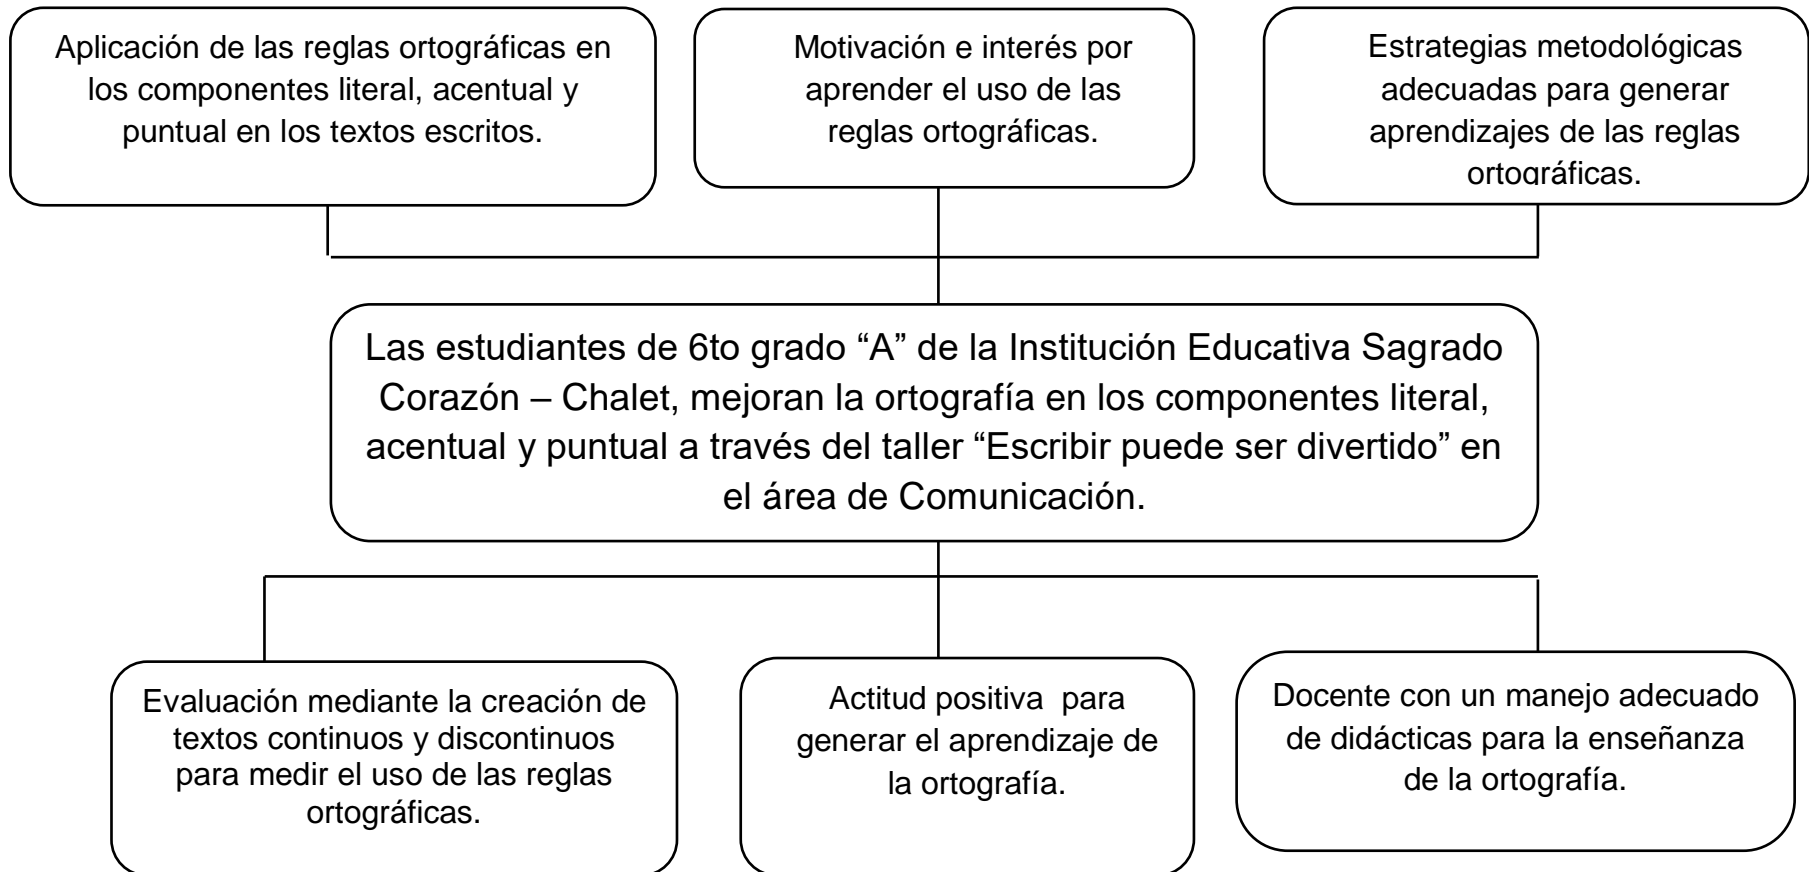 Aplicación de las reglas ortográficas en
los componentes literal, acentual y
puntual en los textos escritos.
Motivación e interés por
aprender el uso de las
reglas ortográficas.
Estrategias metodológicas
adecuadas para generar
aprendizajes de las reglas
ortográficas.
Las estudiantes de 6to grado “A” de la Institución Educativa Sagrado
Corazón – Chalet, mejoran la ortografía en los componentes literal,
acentual y puntual a través del taller “Escribir puede ser divertido” en
el área de Comunicación.
Evaluación mediante la creación de
textos continuos y discontinuos
para medir el uso de las reglas
ortográficas.
Actitud positiva  para
generar el aprendizaje de
la ortografía.
Docente con un manejo adecuado
de didácticas para la enseñanza
de la ortografía.